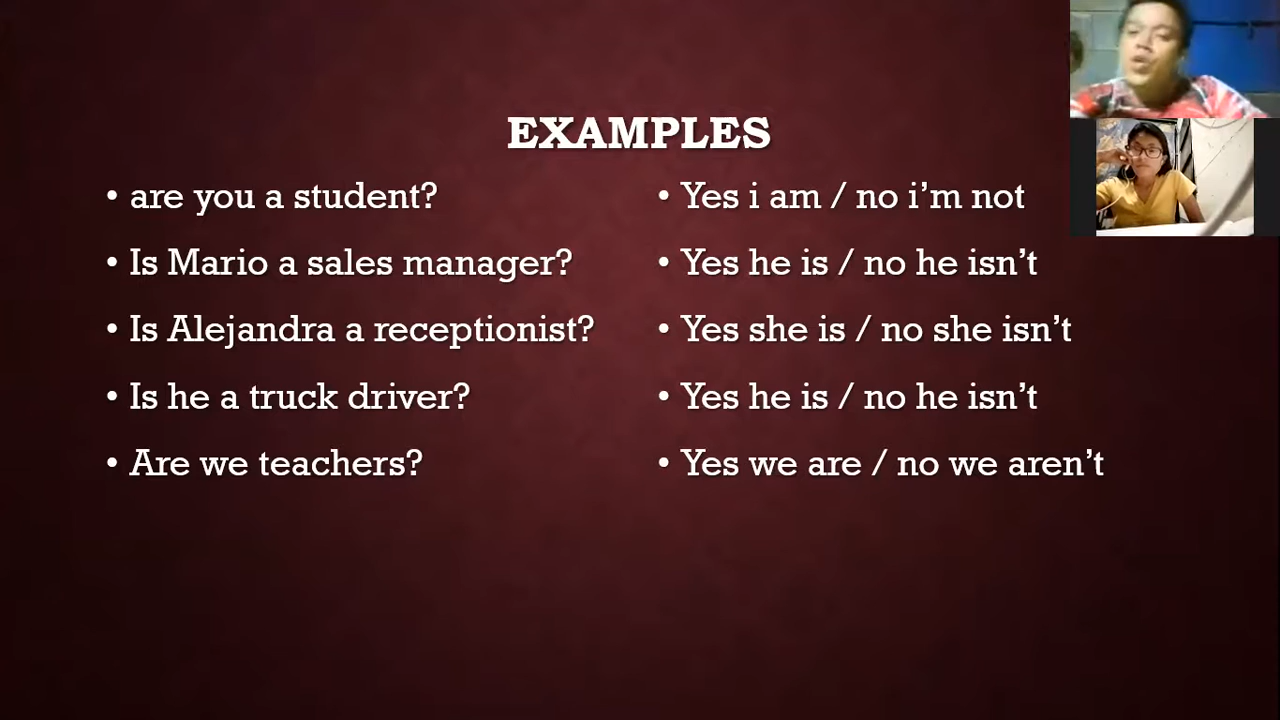 EXAMPLES
• are you a student?
• Is Mario a sales manager?
• Is Alejandra a receptionist?
• Is he a truck driver?
• Are we teachers?
• Yes i am / no i’m not
• Yes he is / no he isn’t
• Yes she is / no she isn’t
• Yes he is / no he isn’t
• Yes we are / no we aren’t